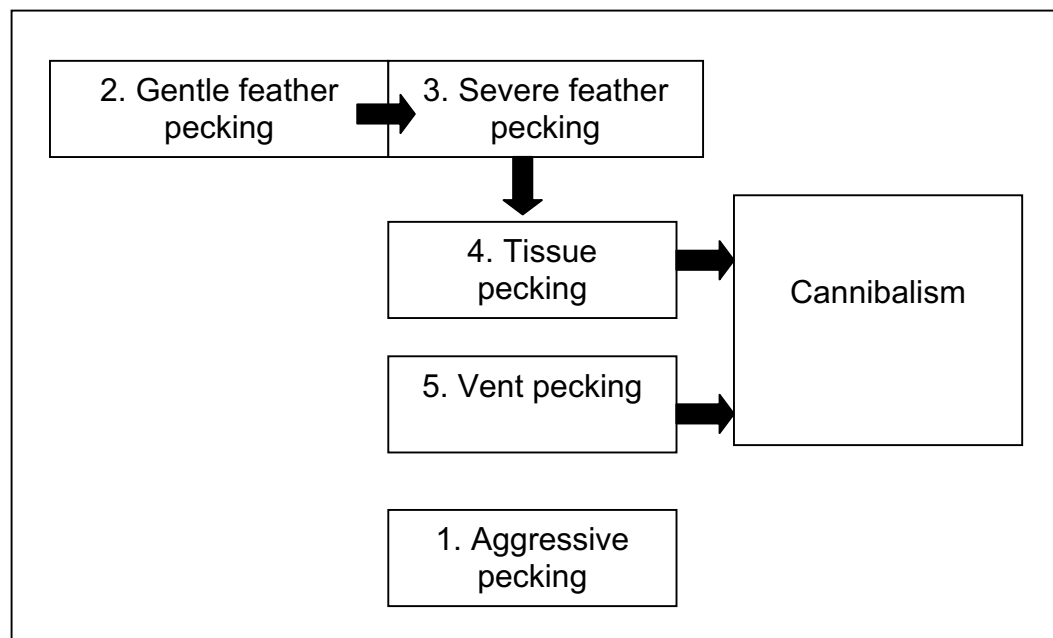 2. Gentle feather
pecking
3. Severe feather
pecking
4. Tissue
pecking
Cannibalism
5. Vent pecking
1. Aggressive
pecking